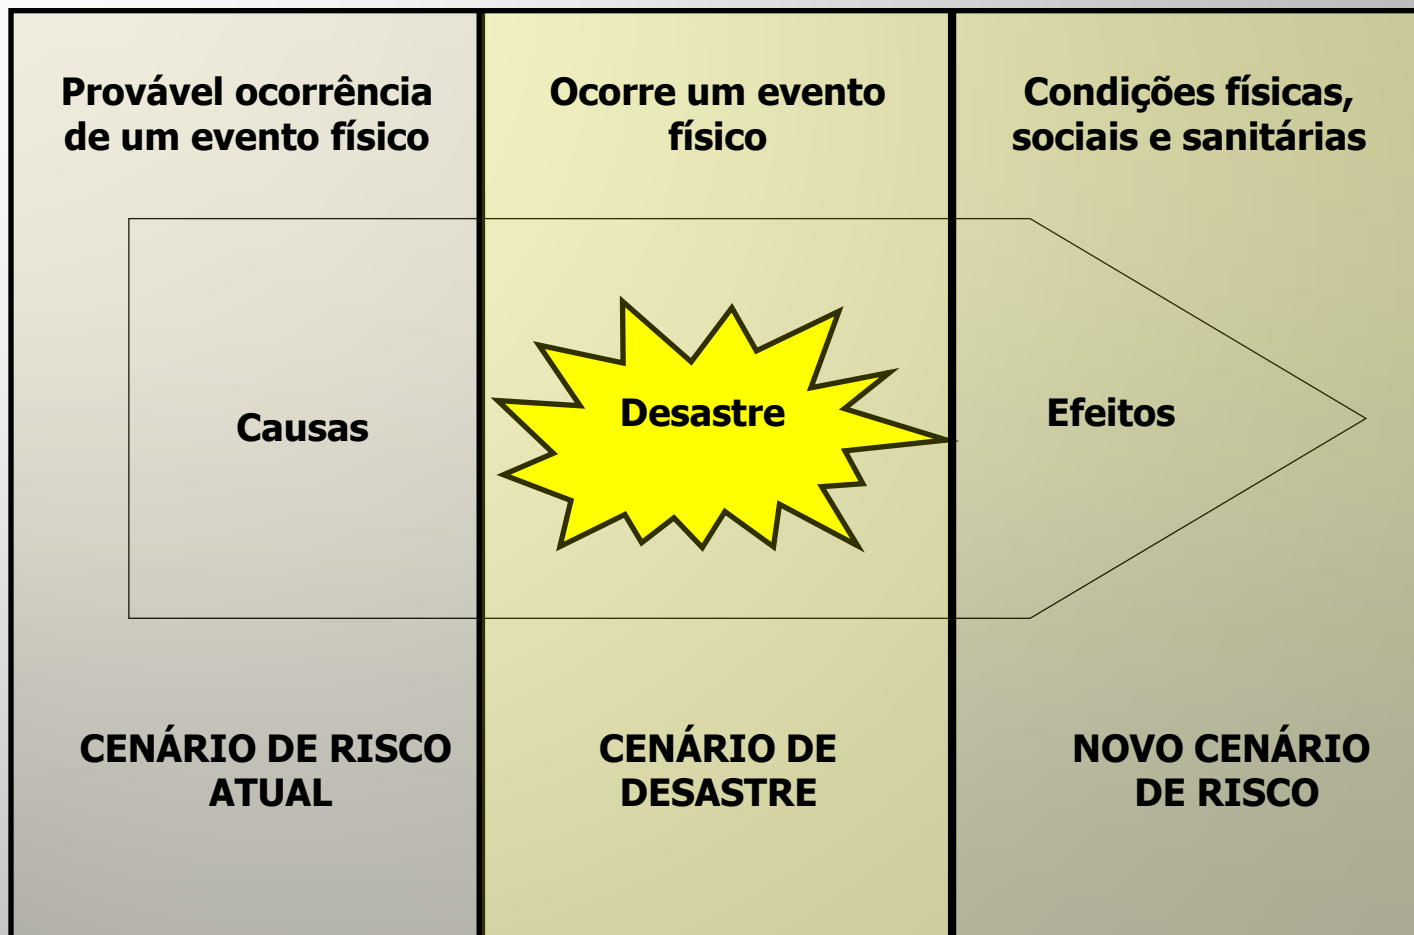 Provável ocorrência
de um evento físico
Ocorre um evento
físico
Condições físicas,
sociais e sanitárias
Causas
Desastre
Efeitos
CENÁRIO DE RISCO
ATUAL
CENÁRIO DE
DESASTRE
NOVO CENÁRIO
DE RISCO